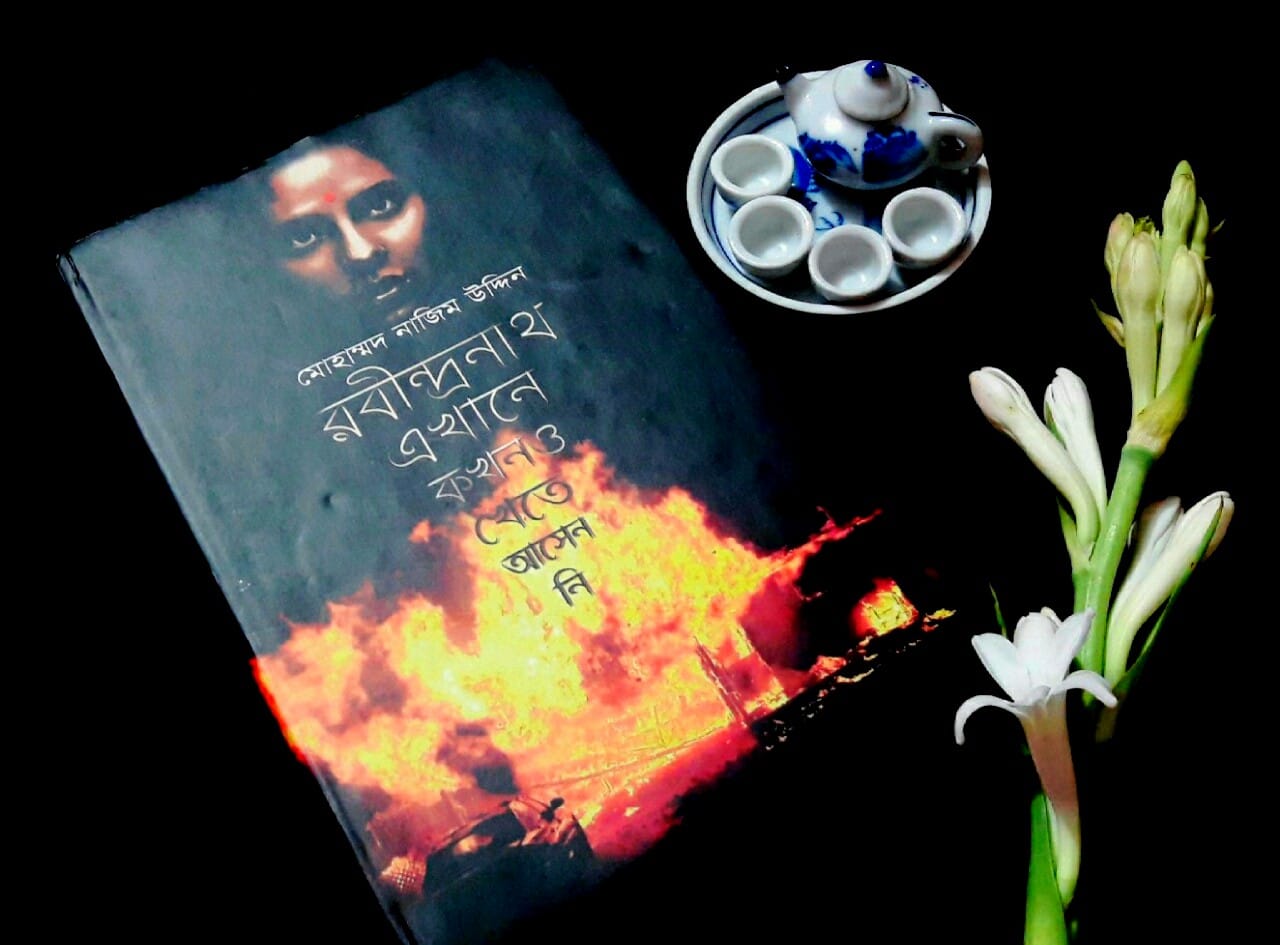 মোহাম্মদ নাজিম উদ্দিন
রবীন্দ্রনাথ
এখানে
কখনও
খেতে
আসেন
নি